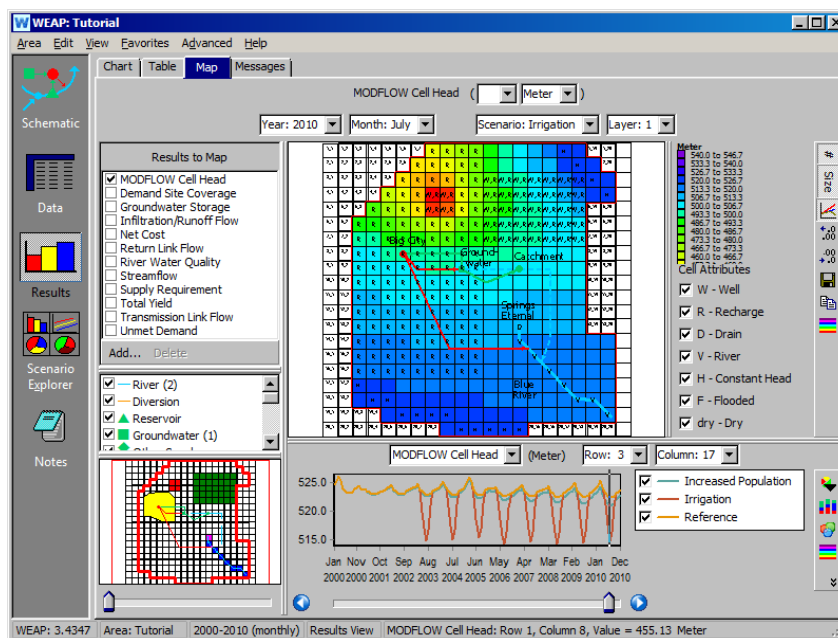 WEAP: Tutorial
Area Edit View Favorites Advanced Help
Chart Table Map Messages
MODFLOW Cell Head ( Meter )
Year: 2010 Month: July Scenario: Irrigation Layer: 1
Schematic
Data
Results
Scenario Explorer
Notes
Results to Map
MODFLOW Cell Head
Demand Site Coverage
Groundwater Storage
Infiltration/Runoff Flow
Net Cost
Return Link Flow
River Water Quality
Streamflow
Supply Requirement
Total Yield
Transmission Link Flow
Unmet Demand
Add... Delete
River (2)
Diversion
Reservoir
Groundwater (1)
Big City
Ground-
water
Catchment
Springs
Eternal
Blue
River
Meter
540.0 to 546.7
533.3 to 540.0
526.7 to 533.3
520.0 to 526.7
513.3 to 520.0
506.7 to 513.3
500.0 to 506.7
493.3 to 500.0
486.7 to 493.3
480.0 to 486.7
473.3 to 480.0
466.7 to 473.3
460.0 to 466.7
Cell Attributes
W - Well
R - Recharge
D - Drain
V - River
H - Constant Head
F - Flooded
dry - Dry
Size
MODFLOW Cell Head (Meter) Row: 3 Column: 17
525.0
520.0
515.0
Jan Nov Oct Sep Aug Jul Jun May Apr Mar Feb Jan Dec
2000 2000 2001 2002 2003 2004 2005 2006 2007 2008 2009 2010 2010
Increased Population
Irrigation
Reference
WEAP: 3.4347 Area: Tutorial 2000-2010 (monthly) Results View MODFLOW Cell Head: Row 1, Column 8, Value = 455.13 Meter